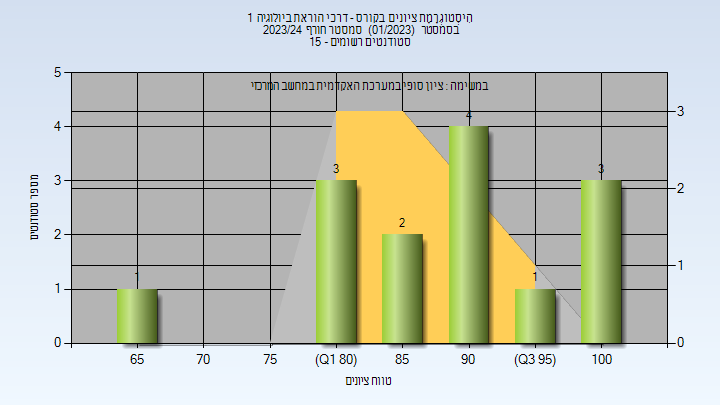 היסטוגרמת ציונים בקורס - דרכי הוראת ביולוגיה 1
בסמסטר (01/2023) סמסטר חורף 2023/24
סטודנטים רשומים - 15
במשימה : ציון סופי במערכת האקדמית במחשב המרכזי
5
4
3
2
1
0
3
2
1
0
מספר סטודנטים
1
3
2
4
1
3
65
70
75
(Q1 80)
85
90
(Q3 95)
100
טווח ציונים